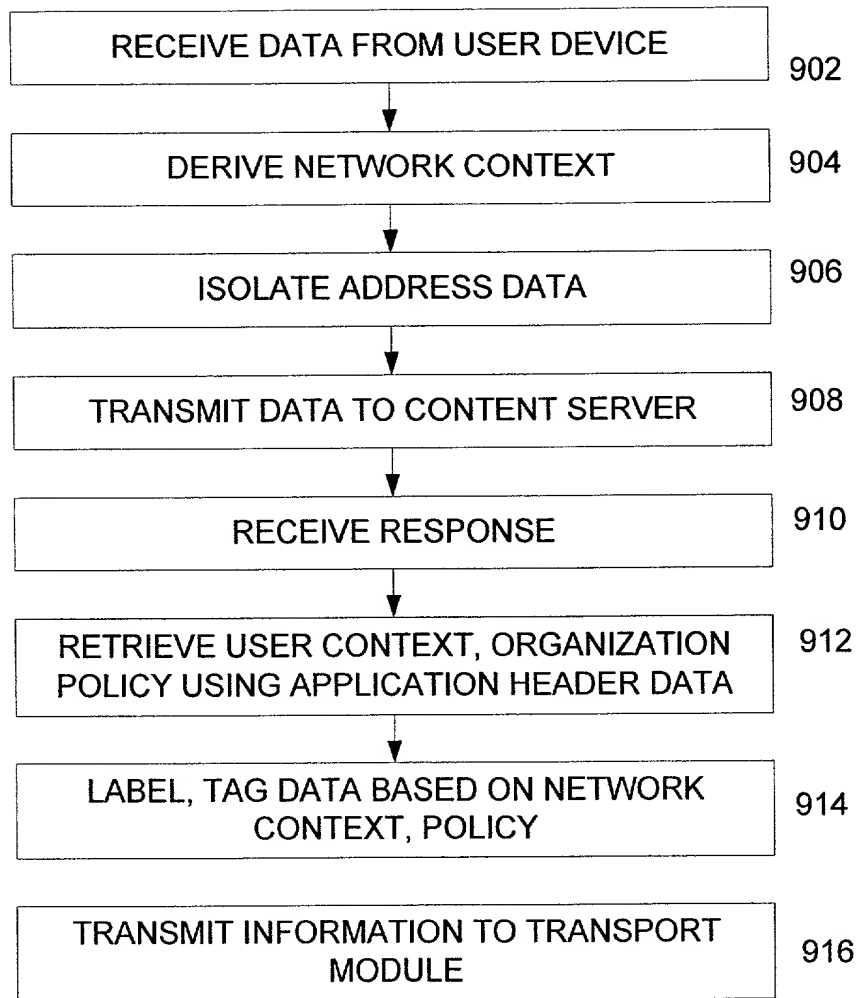 RECEIVE DATA FROM USER DEVICE
902
DERIVE NETWORK CONTEXT
904
ISOLATE ADDRESS DATA
906
TRANSMIT DATA TO CONTENT SERVER
908
RECEIVE RESPONSE
910
RETRIEVE USER CONTEXT, ORGANIZATION
POLICY USING APPLICATION HEADER DATA
912
LABEL, TAG DATA BASED ON NETWORK
CONTEXT, POLICY
914
TRANSMIT INFORMATION TO TRANSPORT
MODULE
916